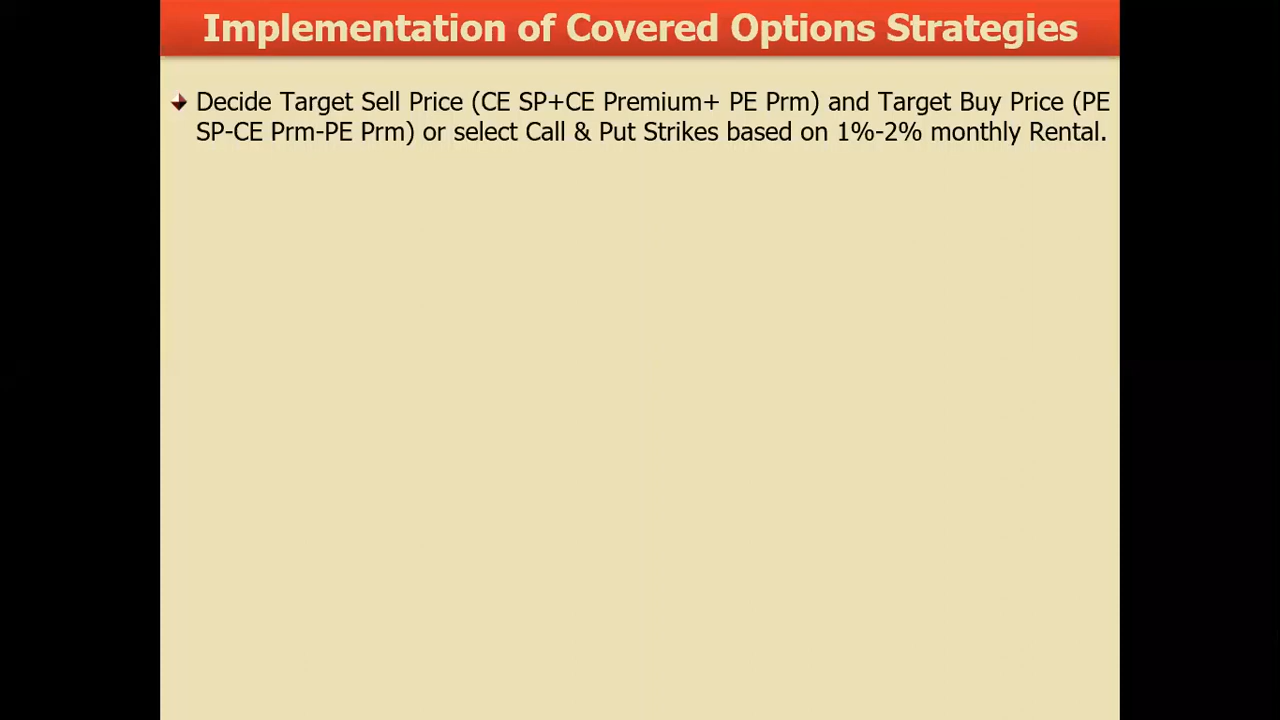 Implementation of Covered Options Strategies
Decide Target Sell Price (CE SP+CE Premium+ PE Prm) and Target Buy Price (PE
SP-CE Prm-PE Prm) or select Call & Put Strikes based on 1%-2% monthly Rental.